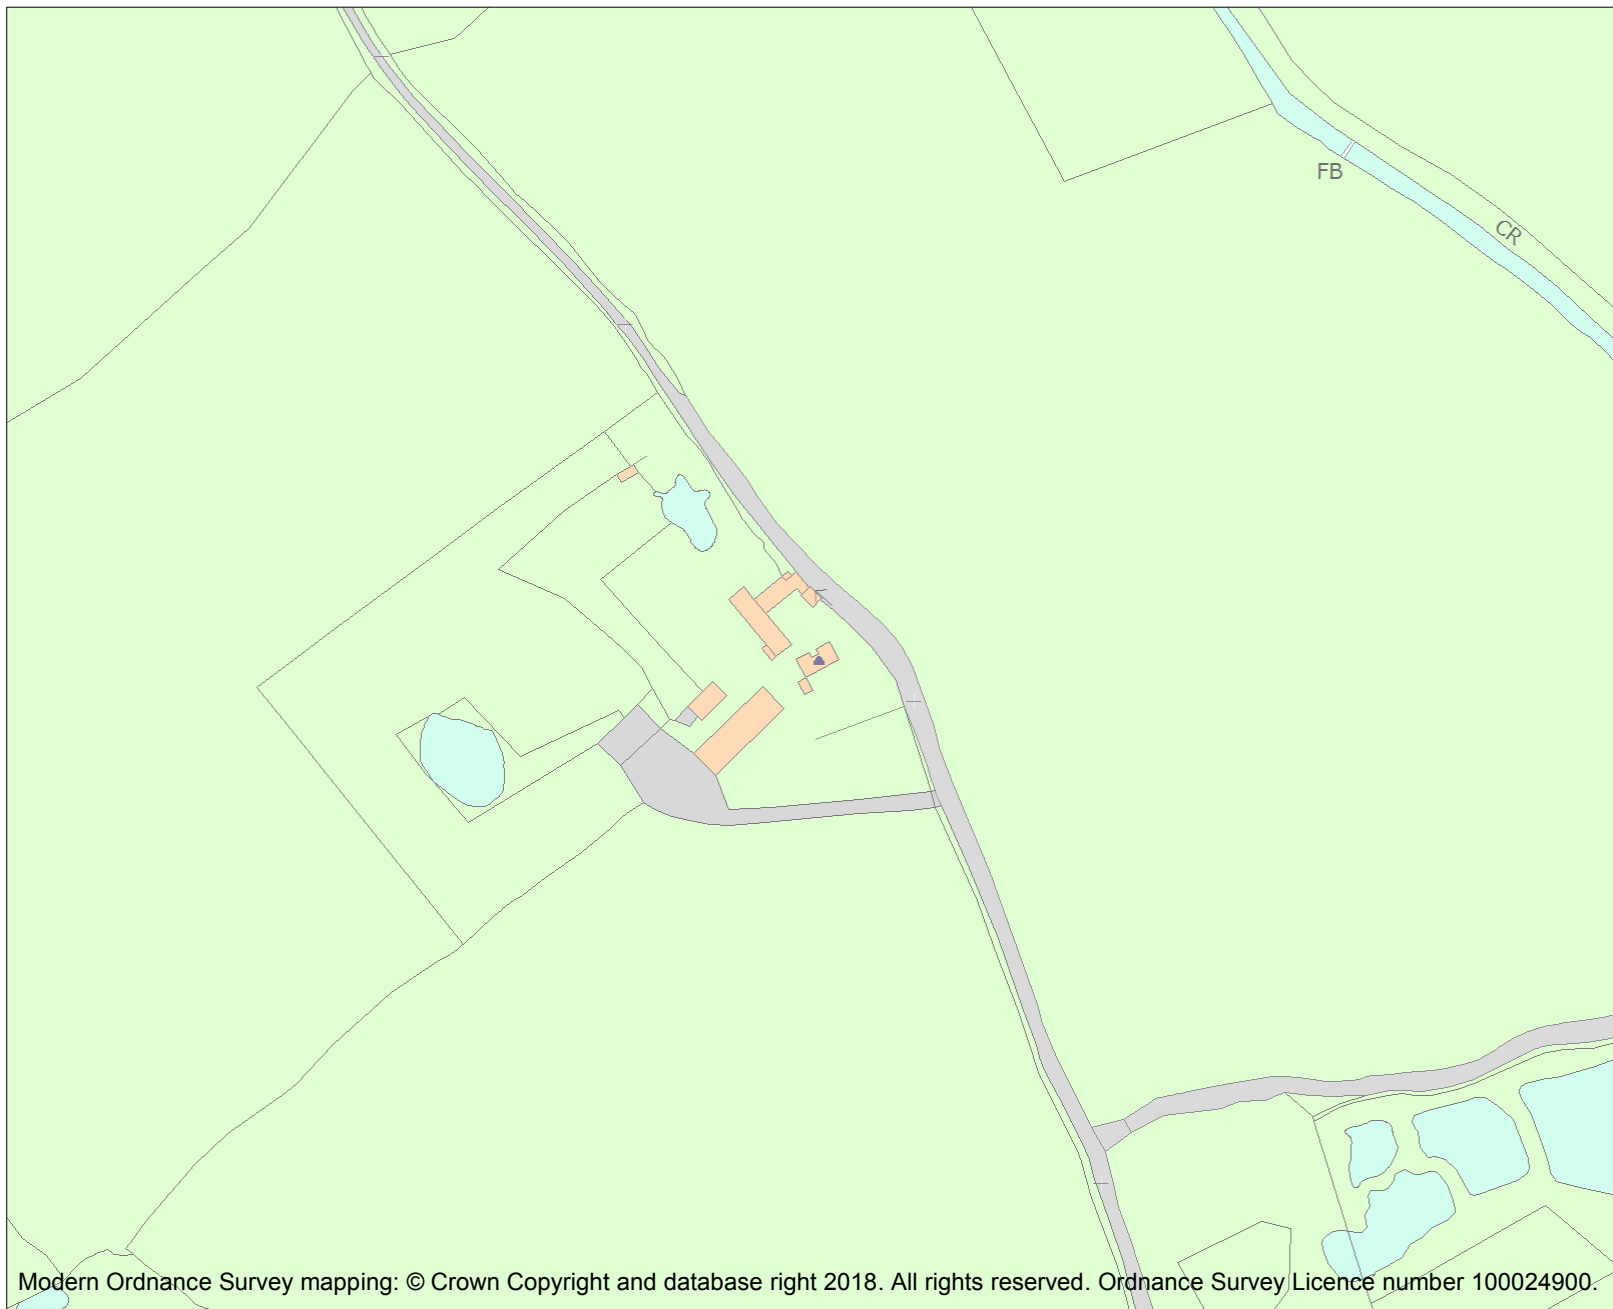 FB
CR
Modern Ordnance Survey mapping: © Crown Copyright and database right 2018. All rights reserved. Ordnance Survey Licence number 100024900.